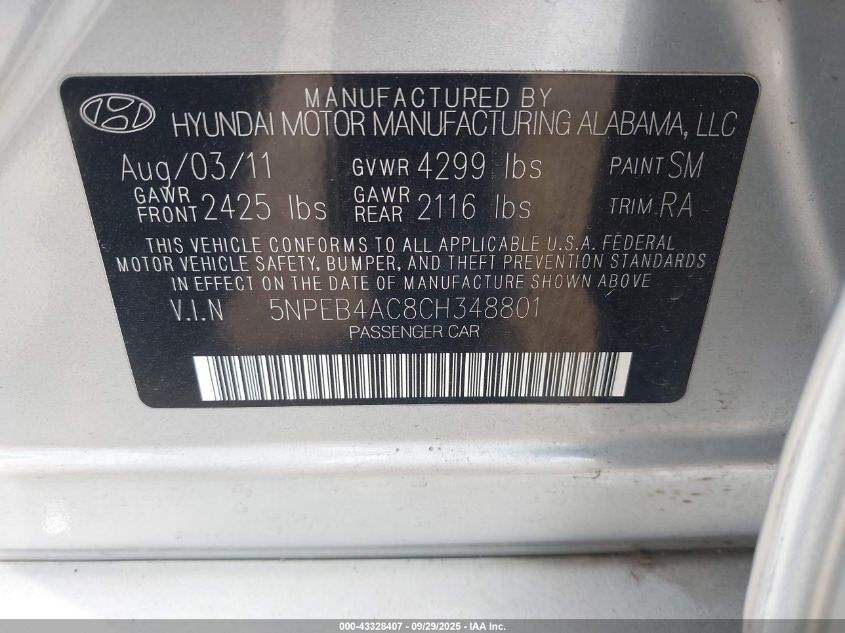 MANUFACTURED BY
HYUNDAI MOTOR MANUFACTURING ALABAMA, LLC
Aug/03/11 GVWR 4299 lbs PAINT SM
GAWR FRONT 2425 lbs GAWR REAR 2116 lbs TRIM RA
THIS VEHICLE CONFORMS TO ALL APPLICABLE U.S.A. FEDERAL
MOTOR VEHICLE SAFETY, BUMPER, AND THEFT PREVENTION STANDARDS
IN EFFECT ON THE DATE OF MANUFACTURE SHOWN ABOVE
V.I.N 5NPEB4AC8CH348801
PASSENGER CAR
000-43328407 - 09/29/2025 - IAA Inc.